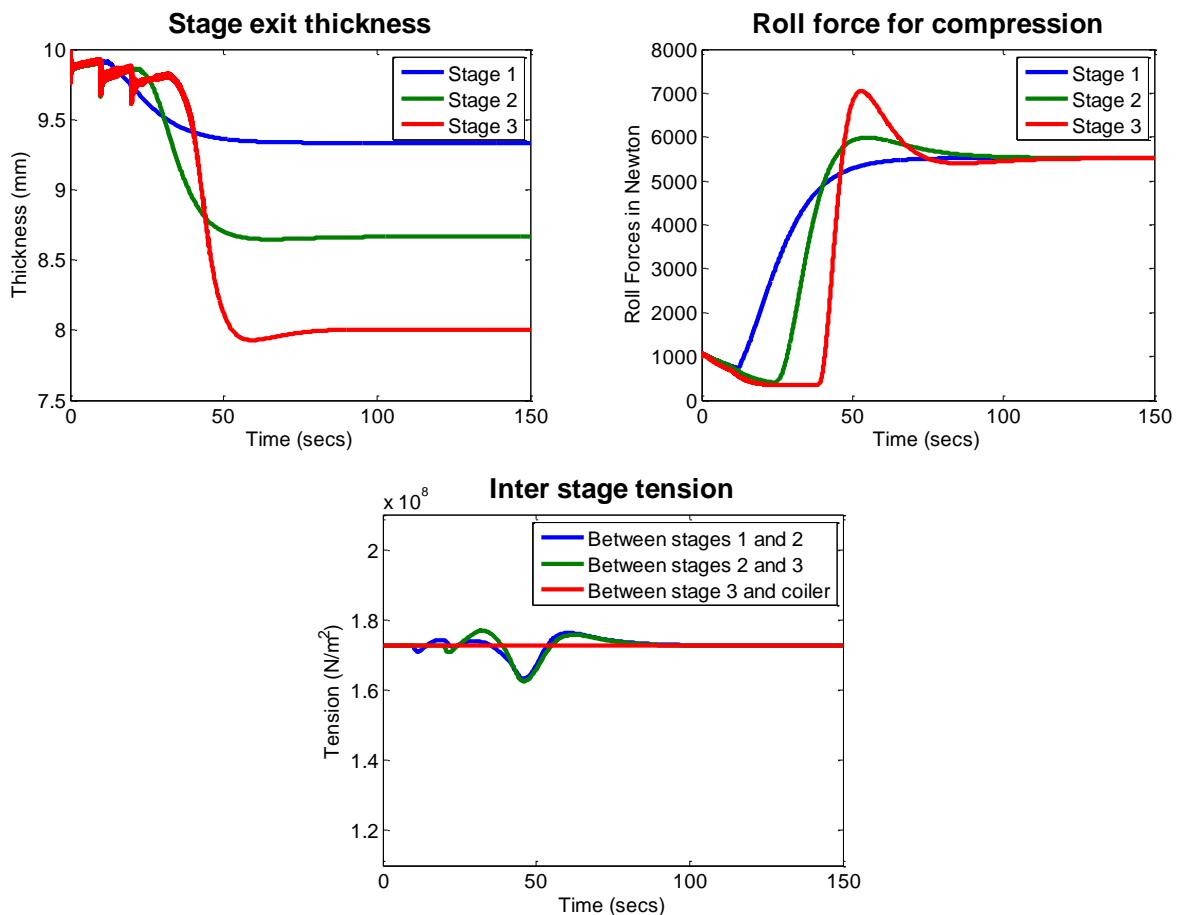 Stage exit thickness
10
9.5
9
8.5
8
7.5
Thickness (mm)
Stage 1
Stage 2
Stage 3
0
50
100
150
Time (secs)
Roll force for compression
8000
7000
6000
5000
4000
3000
2000
1000
0
Roll Forces in Newton
Stage 1
Stage 2
Stage 3
0
50
100
150
Time (secs)
Inter stage tension
x 10⁸
2
1.8
1.6
1.4
1.2
Tension (N/m²)
Between stages 1 and 2
Between stages 2 and 3
Between stage 3 and coiler
0
50
100
150
Time (secs)